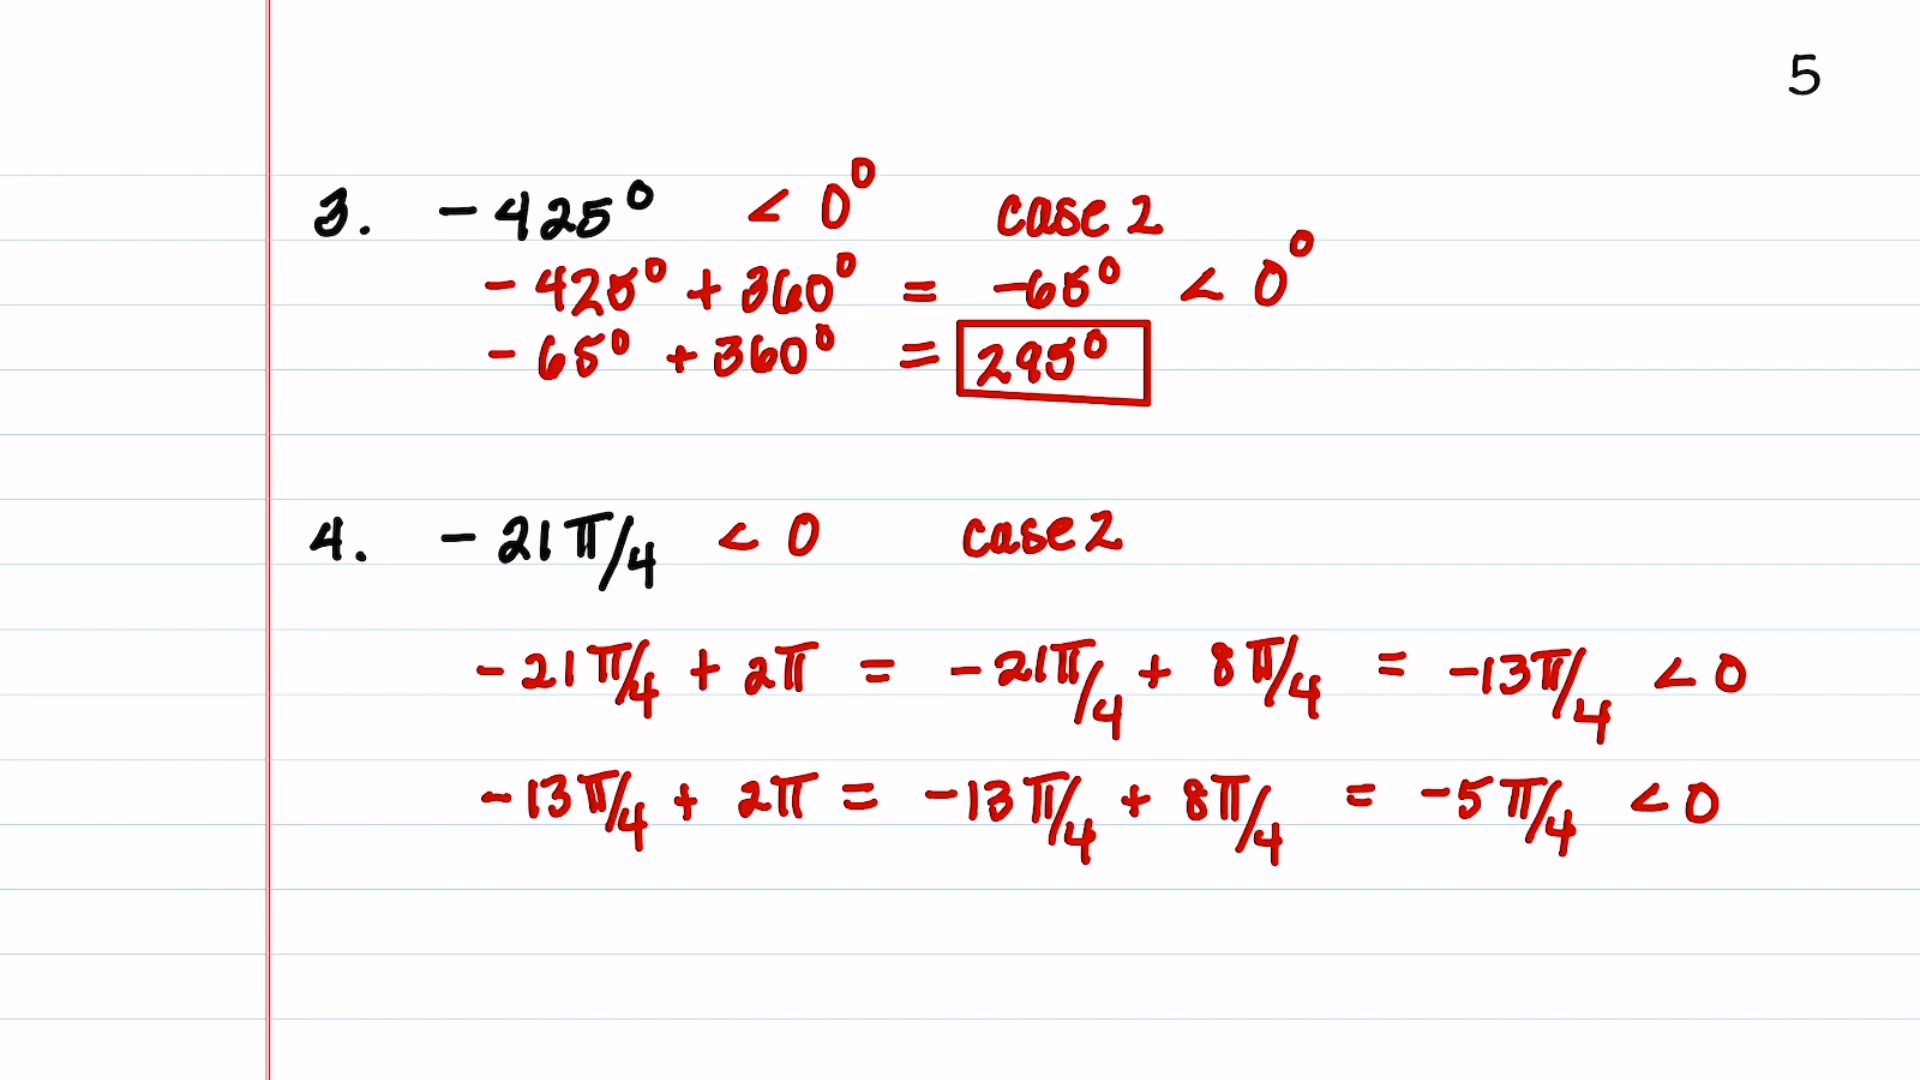 5
3. -425° < 0° case 2
-425° + 360° = -65° < 0°
-65° + 360° = 295°
4. -21π/4 < 0 case 2
-21π/4 + 2π = -21π/4 + 8π/4 = -13π/4 < 0
-13π/4 + 2π = -13π/4 + 8π/4 = -5π/4 < 0